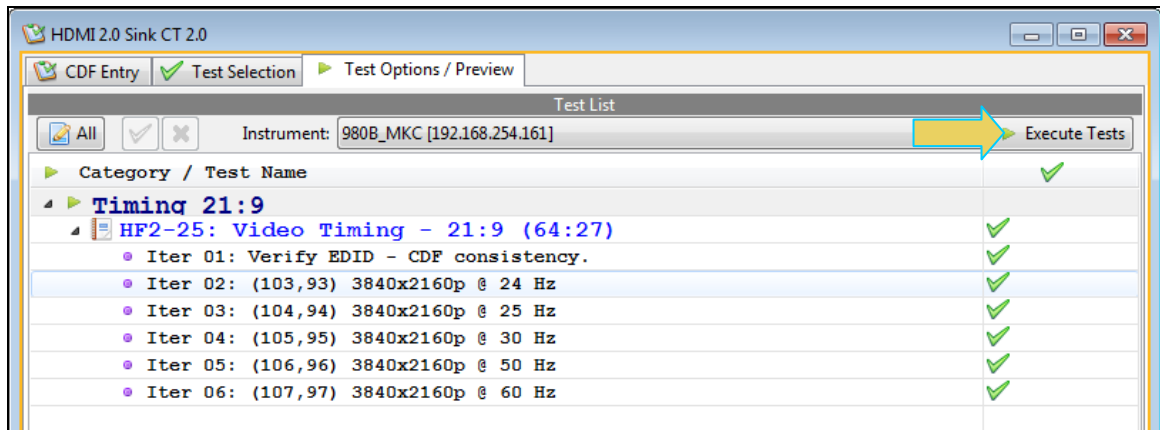 HDMI 2.0 Sink CT 2.0
CDF Entry Test Selection Test Options / Preview
Test List
All Instrument: 980B_MKC [192.168.254.161] Execute Tests
Category / Test Name
Timing 21:9
HF2-25: Video Timing - 21:9 (64:27)
Iter 01: Verify EDID - CDF consistency.
Iter 02: (103,93) 3840x2160p @ 24 Hz
Iter 03: (104,94) 3840x2160p @ 25 Hz
Iter 04: (105,95) 3840x2160p @ 30 Hz
Iter 05: (106,96) 3840x2160p @ 50 Hz
Iter 06: (107,97) 3840x2160p @ 60 Hz